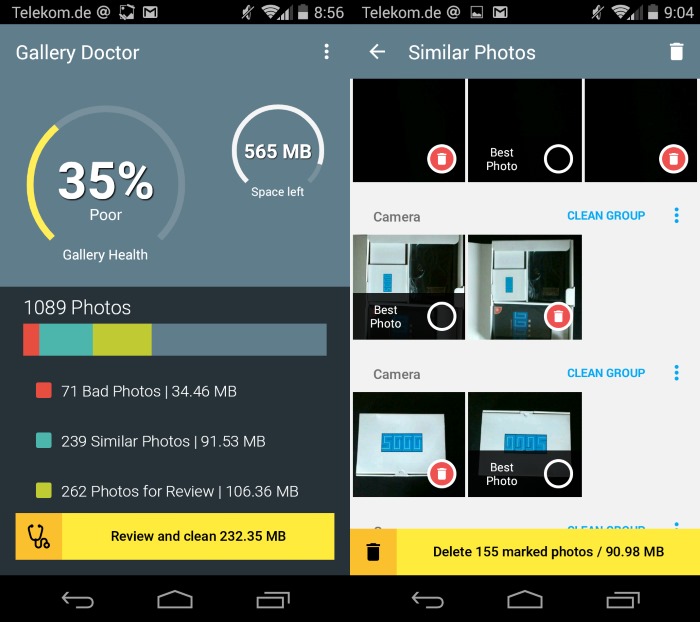 Telekom.de @ 8:56
Gallery Doctor
35%
Poor
Gallery Health
565 MB
Space left
1089 Photos
71 Bad Photos | 34.46 MB
239 Similar Photos | 91.53 MB
262 Photos for Review | 106.36 MB
Review and clean 232.35 MB
Telekom.de @ 9:04
Similar Photos
Best
Photo
Camera CLEAN GROUP
Best
Photo
Camera CLEAN GROUP
5000
Best
Photo
Delete 155 marked photos / 90.98 MB